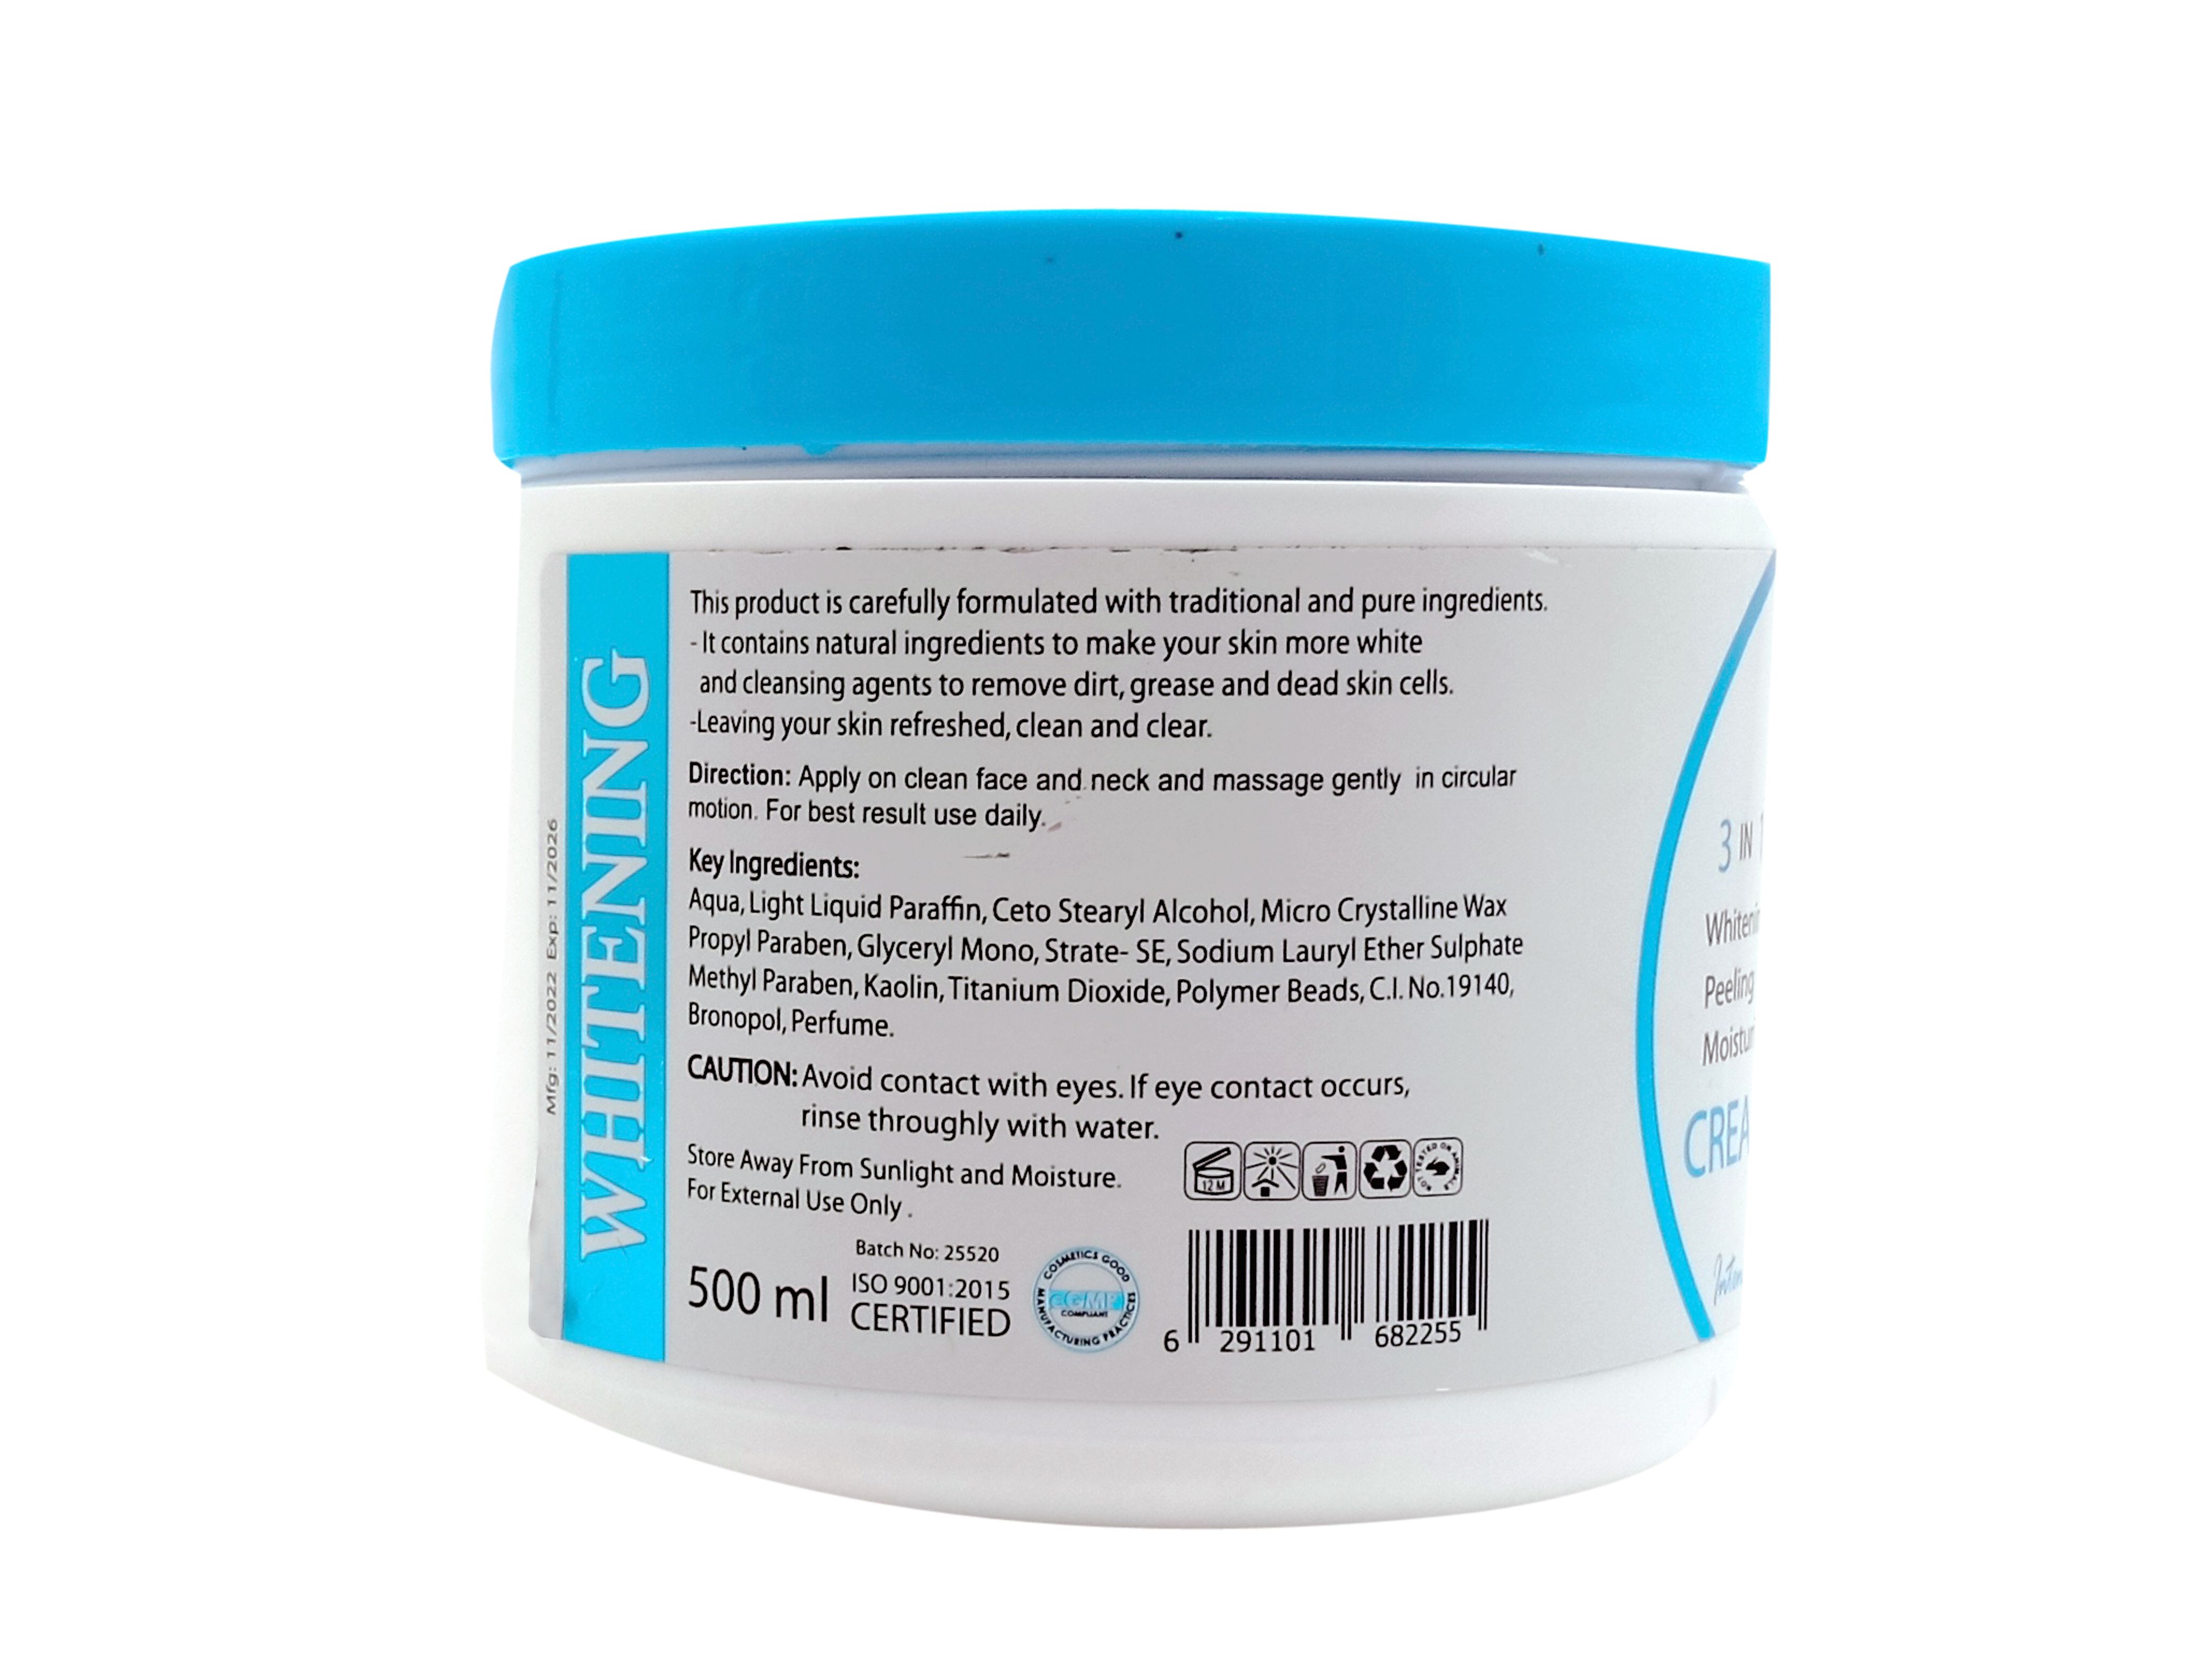 WHITENING
Mfg: 11/2022 Exp: 11/2026
This product is carefully formulated with traditional and pure ingredients.
- It contains natural ingredients to make your skin more white
and cleansing agents to remove dirt, grease and dead skin cells.
-Leaving your skin refreshed, clean and clear.
Direction: Apply on clean face and neck and massage gently in circular
motion. For best result use daily.
Key Ingredients:
Aqua, Light Liquid Paraffin, Ceto Stearyl Alcohol, Micro Crystalline Wax
Propyl Paraben, Glyceryl Mono, Strate- SE, Sodium Lauryl Ether Sulphate
Methyl Paraben, Kaolin, Titanium Dioxide, Polymer Beads, C.I. No.19140,
Bronopol, Perfume.
CAUTION: Avoid contact with eyes. If eye contact occurs,
rinse throughly with water.
Store Away From Sunlight and Moisture.
For External Use Only .
12 M
NOT TESTED ON ANIMALS
500 ml
Batch No: 25520
ISO 9001:2015
CERTIFIED
COSMETICS GOOD
MANUFACTURING PRACTICES
GMP
COMPLIANT
6 291101 682255
3 IN
Peeling